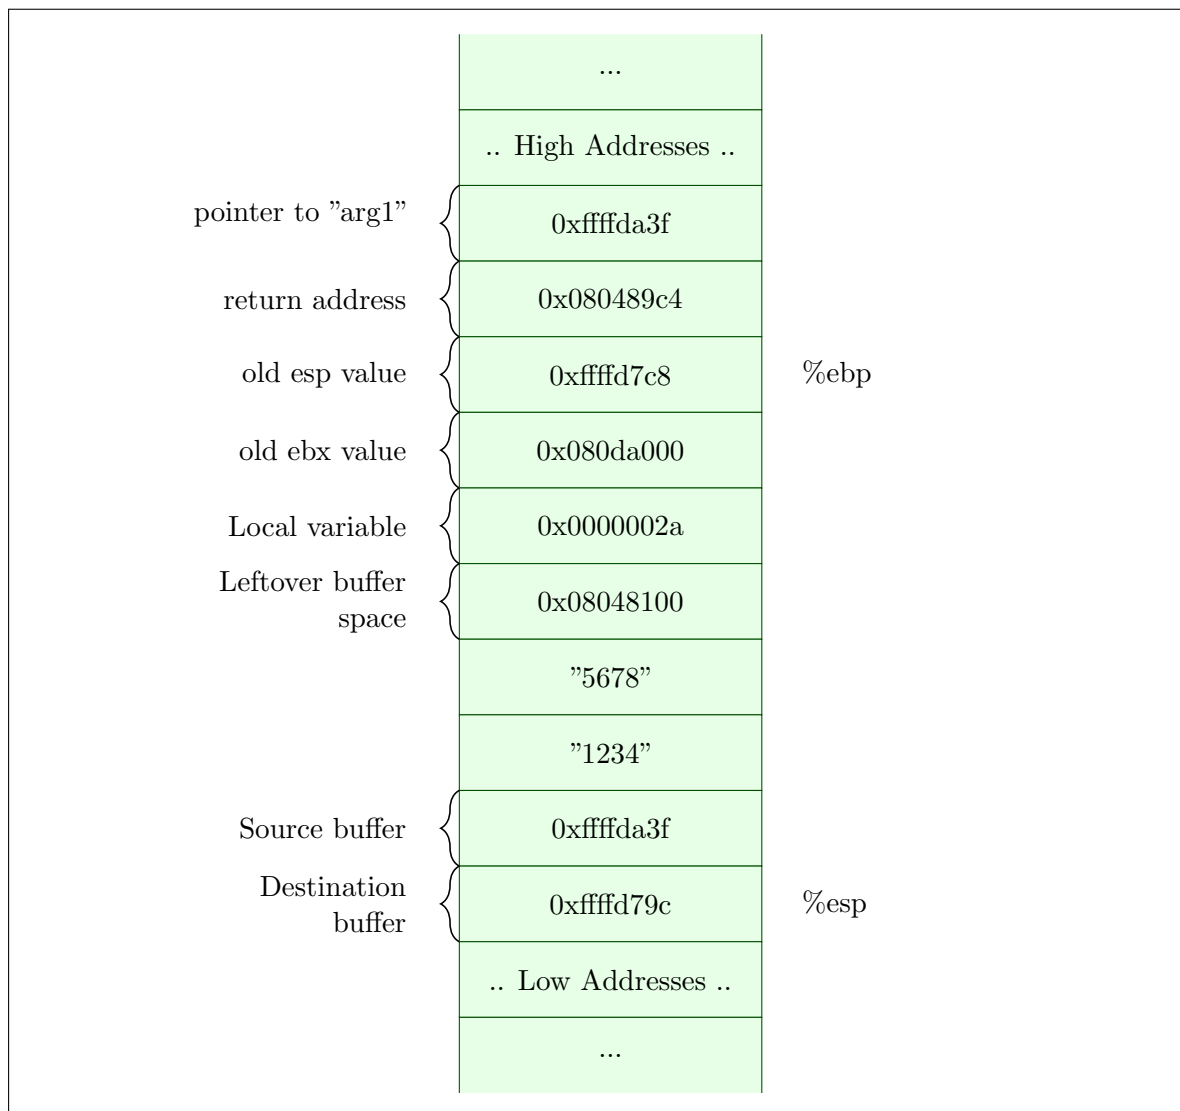 ...
.. High Addresses ..
pointer to ”arg1”
0xffffda3f
return address
0x080489c4
old esp value
0xffffd7c8
%ebp
old ebx value
0x080da000
Local variable
0x0000002a
Leftover buffer
space
0x08048100
”5678”
”1234”
Source buffer
0xffffda3f
Destination
buffer
0xffffd79c
%esp
.. Low Addresses ..
...